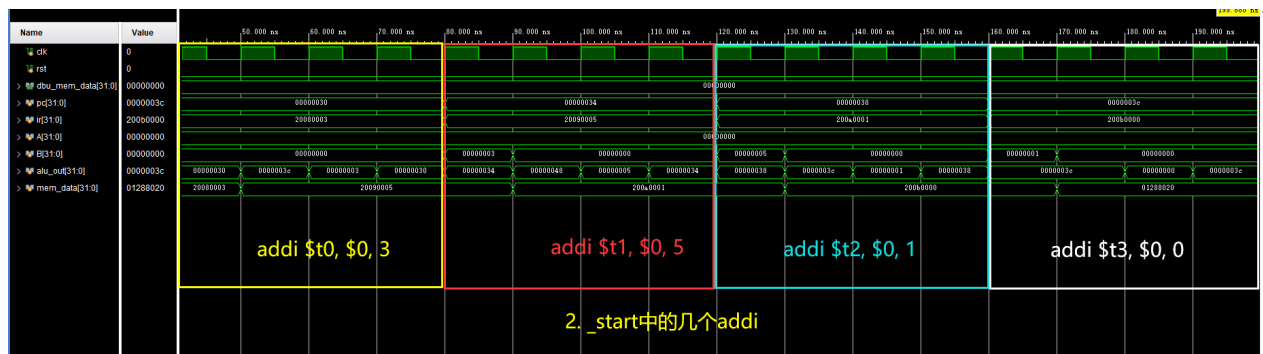 199.880 ns
Name Value
50.000 ns 60.000 ns 70.000 ns 80.000 ns 90.000 ns 100.000 ns 110.000 ns 120.000 ns 130.000 ns 140.000 ns 150.000 ns 160.000 ns 170.000 ns 180.000 ns 190.000 ns
clk 0
rst 0
dbu_mem_data[31:0] 00000000 00000000
pc[31:0] 0000003c 00000030 00000034 00000038 0000003c
ir[31:0] 200b0000 20080003 20090005 200a0001 200b0000
A[31:0] 00000000 00000000
B[31:0] 00000000 00000000 00000003 00000000 00000005 00000000 00000001 00000000
alu_out[31:0] 0000003c 00000030 0000003c 00000003 00000030 00000034 00000048 00000005 00000034 00000038 0000003c 00000001 00000038 0000003c 00000000 0000003c
mem_data[31:0] 01288020 20080003 20090005 200a0001 200b0000 01288020
addi $t0, $0, 3 addi $t1, $0, 5 addi $t2, $0, 1 addi $t3, $0, 0
2. _start中的几个addi